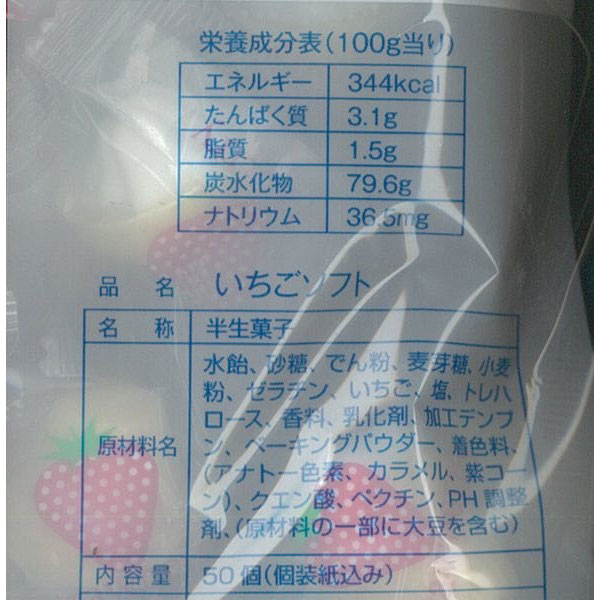 栄養成分表(100g当り)
エネルギー 344kcal
たんぱく質 3.1g
脂質 1.5g
炭水化物 79.6g
ナトリウム 36.5mg
品名 いちごソフト
名称 半生菓子
原材料名 水飴、砂糖、でん粉、麦芽糖、小麦
粉、ゼラチン、いちご、塩、トレハ
ロース、香料、乳化剤、加工デンプ
ン、ベーキングパウダー、着色料、
(アナトー色素、カラメル、紫コー
ン)、クエン酸、ペクチン、PH調整
剤、(原材料の一部に大豆を含む)
内容量 50個(個装紙込み)